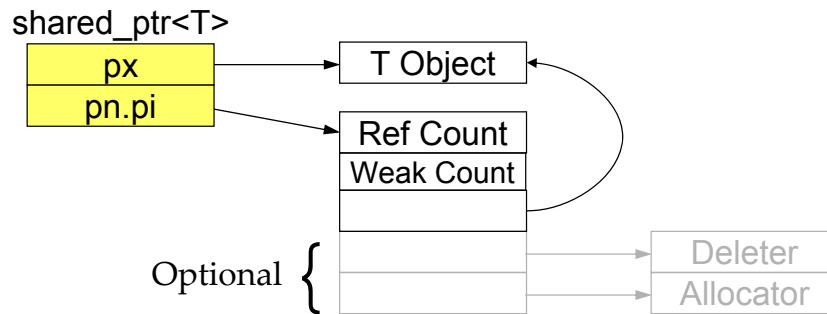 shared_ptr<T>
px
T Object
pn.pi
Ref Count
Weak Count
Optional {
Deleter
Allocator